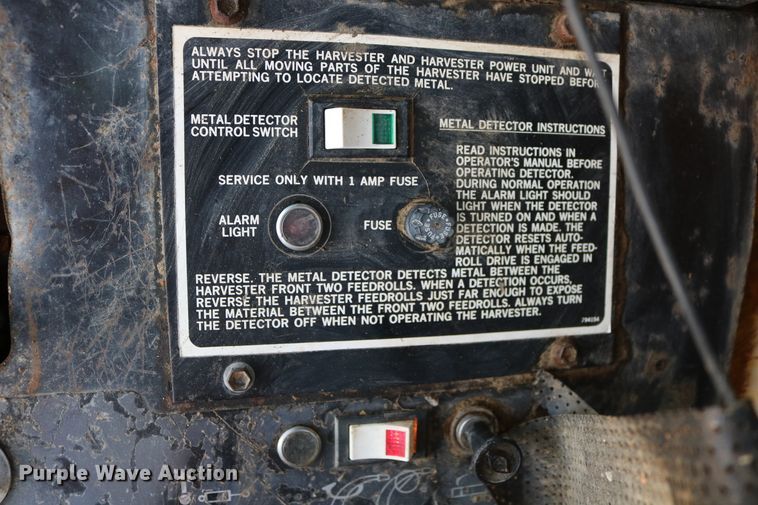 ALWAYS STOP THE HARVESTER AND HARVESTER POWER UNIT AND WAIT
UNTIL ALL MOVING PARTS OF THE HARVESTER HAVE STOPPED BEFORE
ATTEMPTING TO LOCATE DETECTED METAL.
METAL DETECTOR
CONTROL SWITCH
METAL DETECTOR INSTRUCTIONS
SERVICE ONLY WITH 1 AMP FUSE
ALARM
LIGHT
FUSE
FUSE
READ INSTRUCTIONS IN
OPERATOR'S MANUAL BEFORE
OPERATING DETECTOR.
DURING NORMAL OPERATION
THE ALARM LIGHT SHOULD
LIGHT WHEN THE DETECTOR
IS TURNED ON AND WHEN A
DETECTION IS MADE. THE
DETECTOR RESETS AUTO-
MATICALLY WHEN THE FEED-
ROLL DRIVE IS ENGAGED IN
REVERSE. THE METAL DETECTOR DETECTS METAL BETWEEN THE
HARVESTER FRONT TWO FEEDROLLS. WHEN A DETECTION OCCURS,
REVERSE THE HARVESTER FEEDROLLS JUST FAR ENOUGH TO EXPOSE
THE MATERIAL BETWEEN THE FRONT TWO FEEDROLLS. ALWAYS TURN
THE DETECTOR OFF WHEN NOT OPERATING THE HARVESTER.
794194
Purple Wave Auction